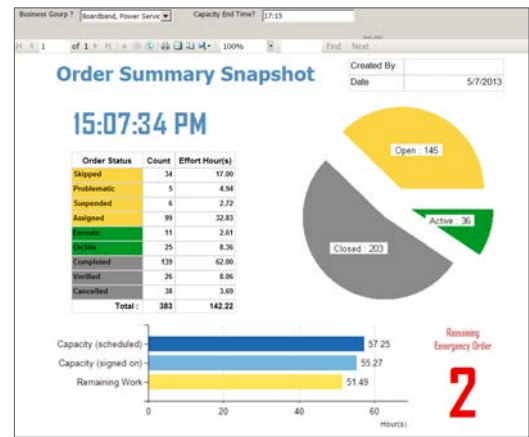 Business Gourp ? Boardband, Power Servic Capacity End Time? 17:15
1 of 1 100% Find Next
Order Summary Snapshot
Created By
Date 5/7/2013
15:07:34 PM
Order Status Count Effort Hour(s)
Skipped 34 17.00
Problematic 5 4.94
Suspended 6 2.72
Assigned 99 32.83
Enroute 11 2.61
OnSite 25 8.36
Completed 139 62.00
Verified 26 8.06
Cancelled 38 3.69
Total : 383 142.22
Open : 145
Active : 36
Closed : 203
Capacity (scheduled) 57.25
Capacity (signed on) 55.27
Remaining Work 51.49
0 20 40 60
Hour(s)
Remaining
Emergency Order
2